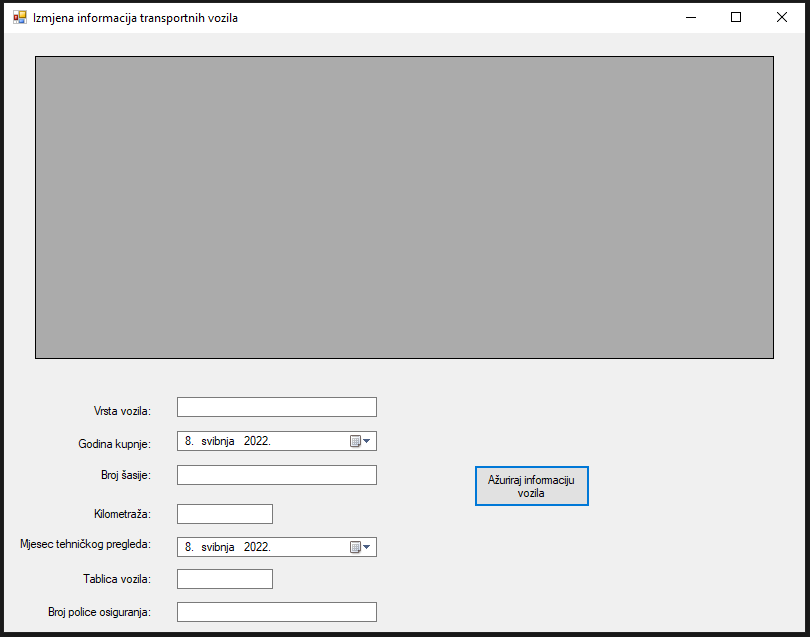 Izmjena informacija transportnih vozila
Vrsta vozila:
Godina kupnje:
8. svibnja 2022.
Broj šasije:
Ažuriraj informaciju
vozila
Kilometraža:
Mjesec tehničkog pregleda:
8. svibnja 2022.
Tablica vozila:
Broj police osiguranja: